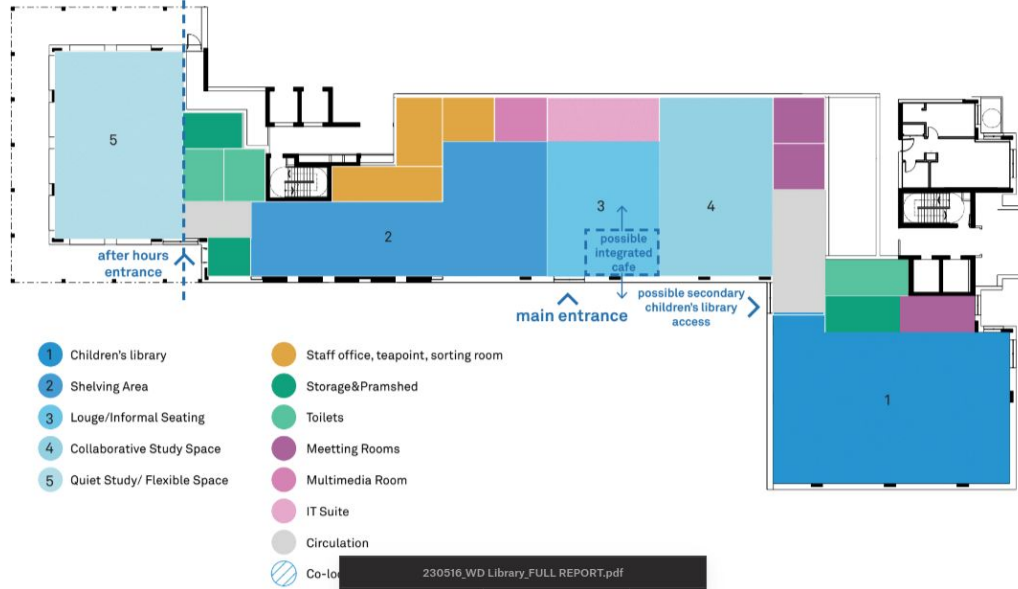 5
2
3
4
1
after hours
entrance
possible
integrated
cafe
main entrance
possible secondary
children's library
access
1 Children's library
2 Shelving Area
3 Louge/Informal Seating
4 Collaborative Study Space
5 Quiet Study/ Flexible Space
Staff office, teapoint, sorting room
Storage&Pramshed
Toilets
Meetting Rooms
Multimedia Room
IT Suite
Circulation
Co-lo
230516_WD Library_FULL REPORT.pdf